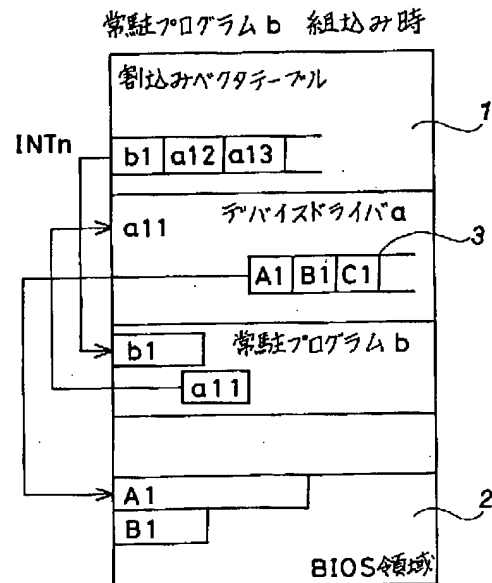 常駐プログラムb 組込み時
割込みベクタテーブル
1
INTn
b1 a12 a13
デバイスドライバa
a11
3
A1 B1 C1
b1
常駐プログラムb
a11
A1
2
B1
BIOS領域